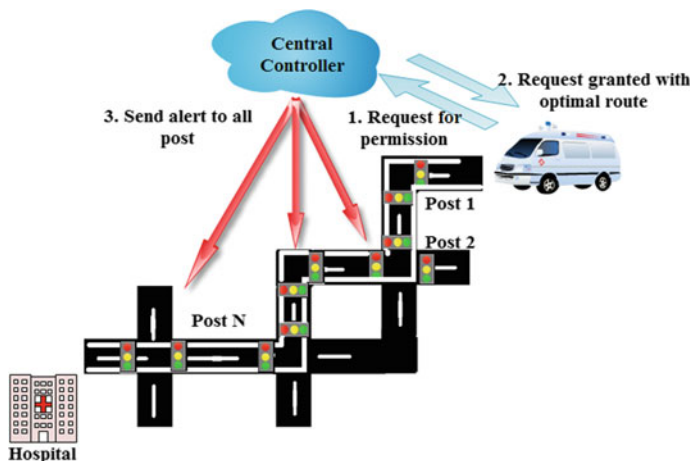 Central
Controller
2. Request granted with
optimal route
3. Send alert to all
post
1. Request for
permission
Post 1
Post 2
Post N
Hospital